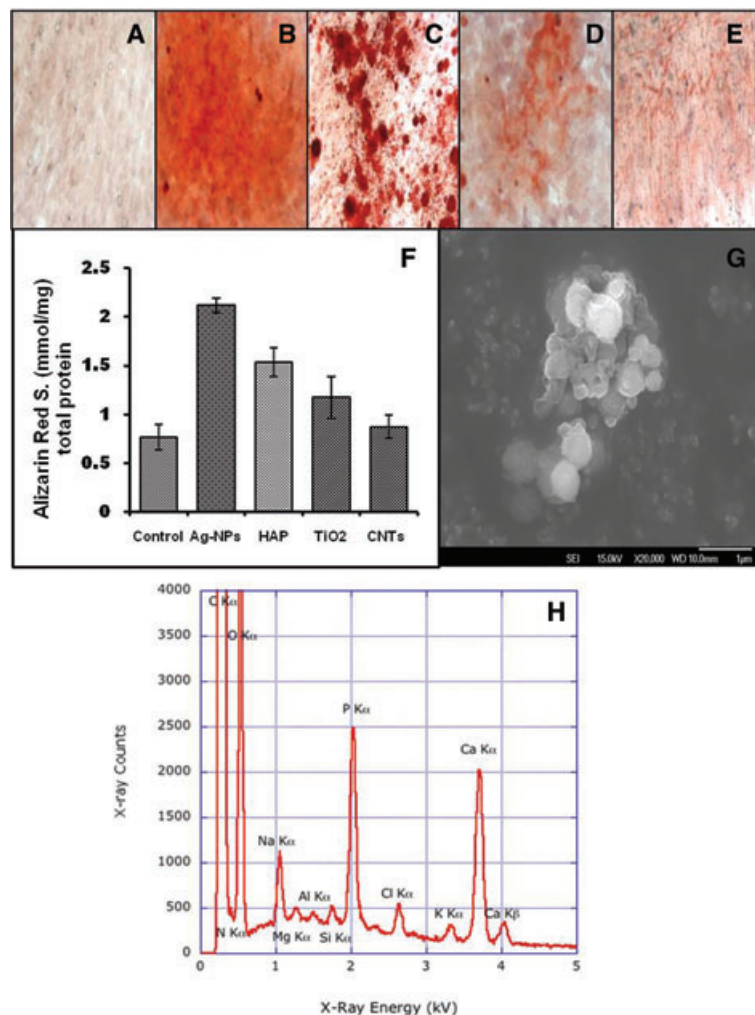 A
B
C
D
E
F
2.5
2
1.5
1
0.5
0
Alizarin Red S. (mmol/mg)
total protein
Control Ag-NPs HAP TiO2 CNTs
G
SEI 15.0kV X20,000 WD 10.0mm 1µm
H
4000
3500
3000
2500
2000
1500
1000
500
0
X-ray Counts
C Kα
O Kα
P Kα
Ca Kα
Na Kα
Al Kα
Cl Kα
K Kα
Ca Kβ
N Kα
Mg Kα
Si Kα
0 1 2 3 4 5
X-Ray Energy (kV)